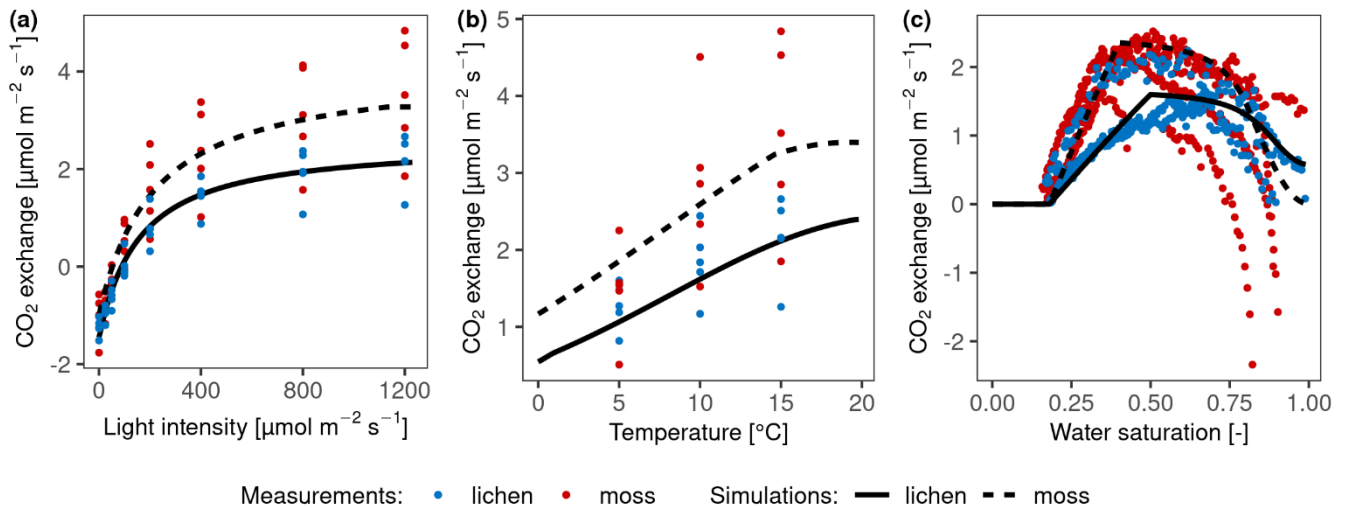 (a)
CO₂ exchange [µmol m⁻² s⁻¹]
4
2
0
-2
0
400
800
1200
Light intensity [µmol m⁻² s⁻¹]
(b)
CO₂ exchange [µmol m⁻² s⁻¹]
5
4
3
2
1
0
5
10
15
20
Temperature [°C]
(c)
CO₂ exchange [µmol m⁻² s⁻¹]
2
1
0
-1
-2
0.00
0.25
0.50
0.75
1.00
Water saturation [-]
Measurements: lichen moss Simulations: lichen moss